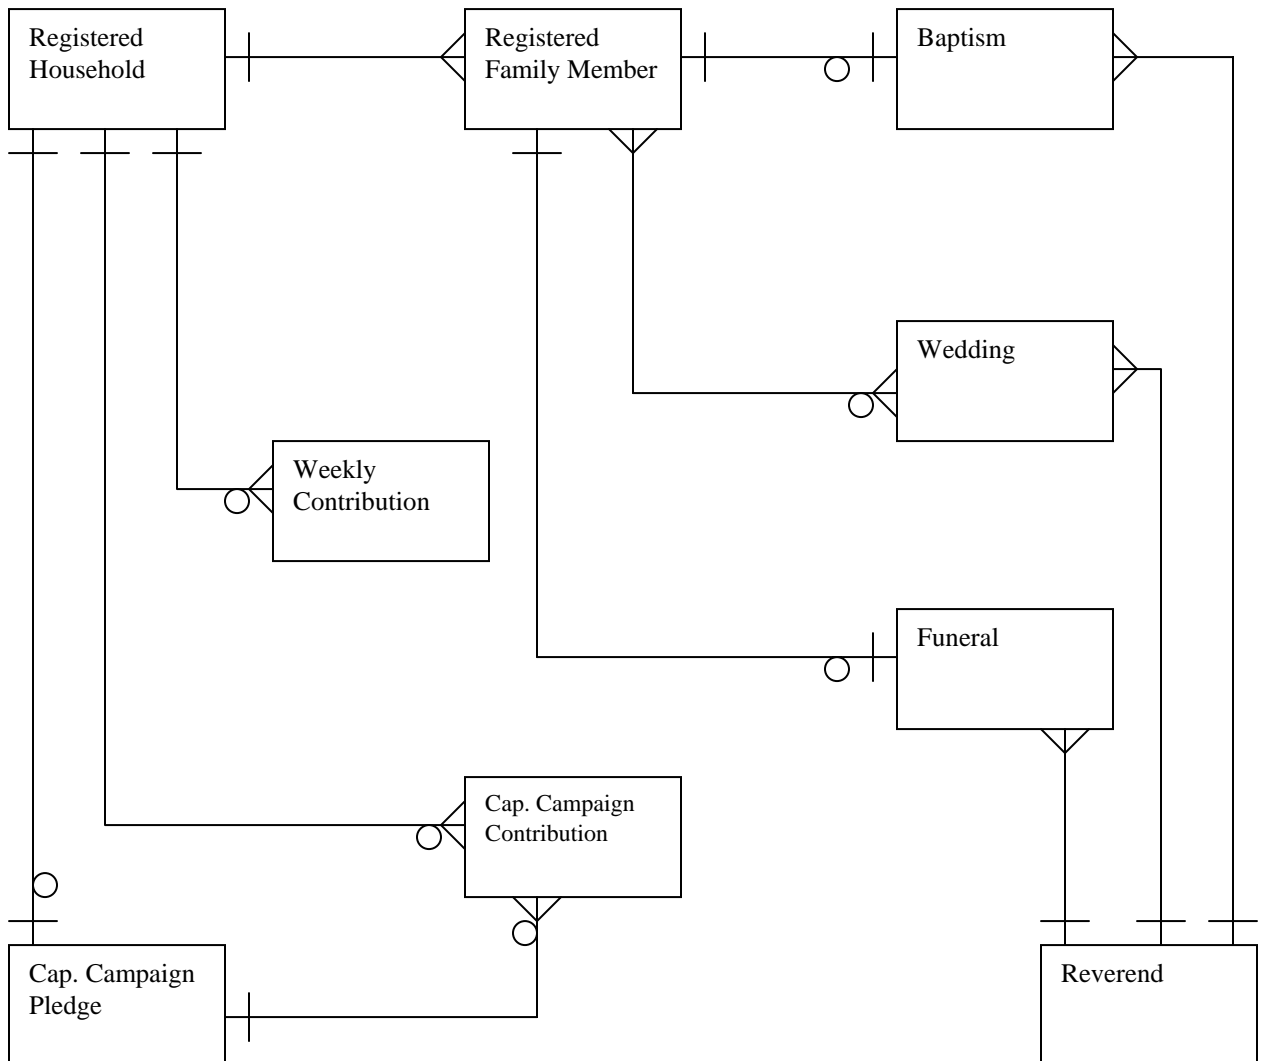 Registered
Household
Registered
Family Member
Baptism
Wedding
Weekly
Contribution
Funeral
Cap. Campaign
Contribution
Cap. Campaign
Pledge
Reverend